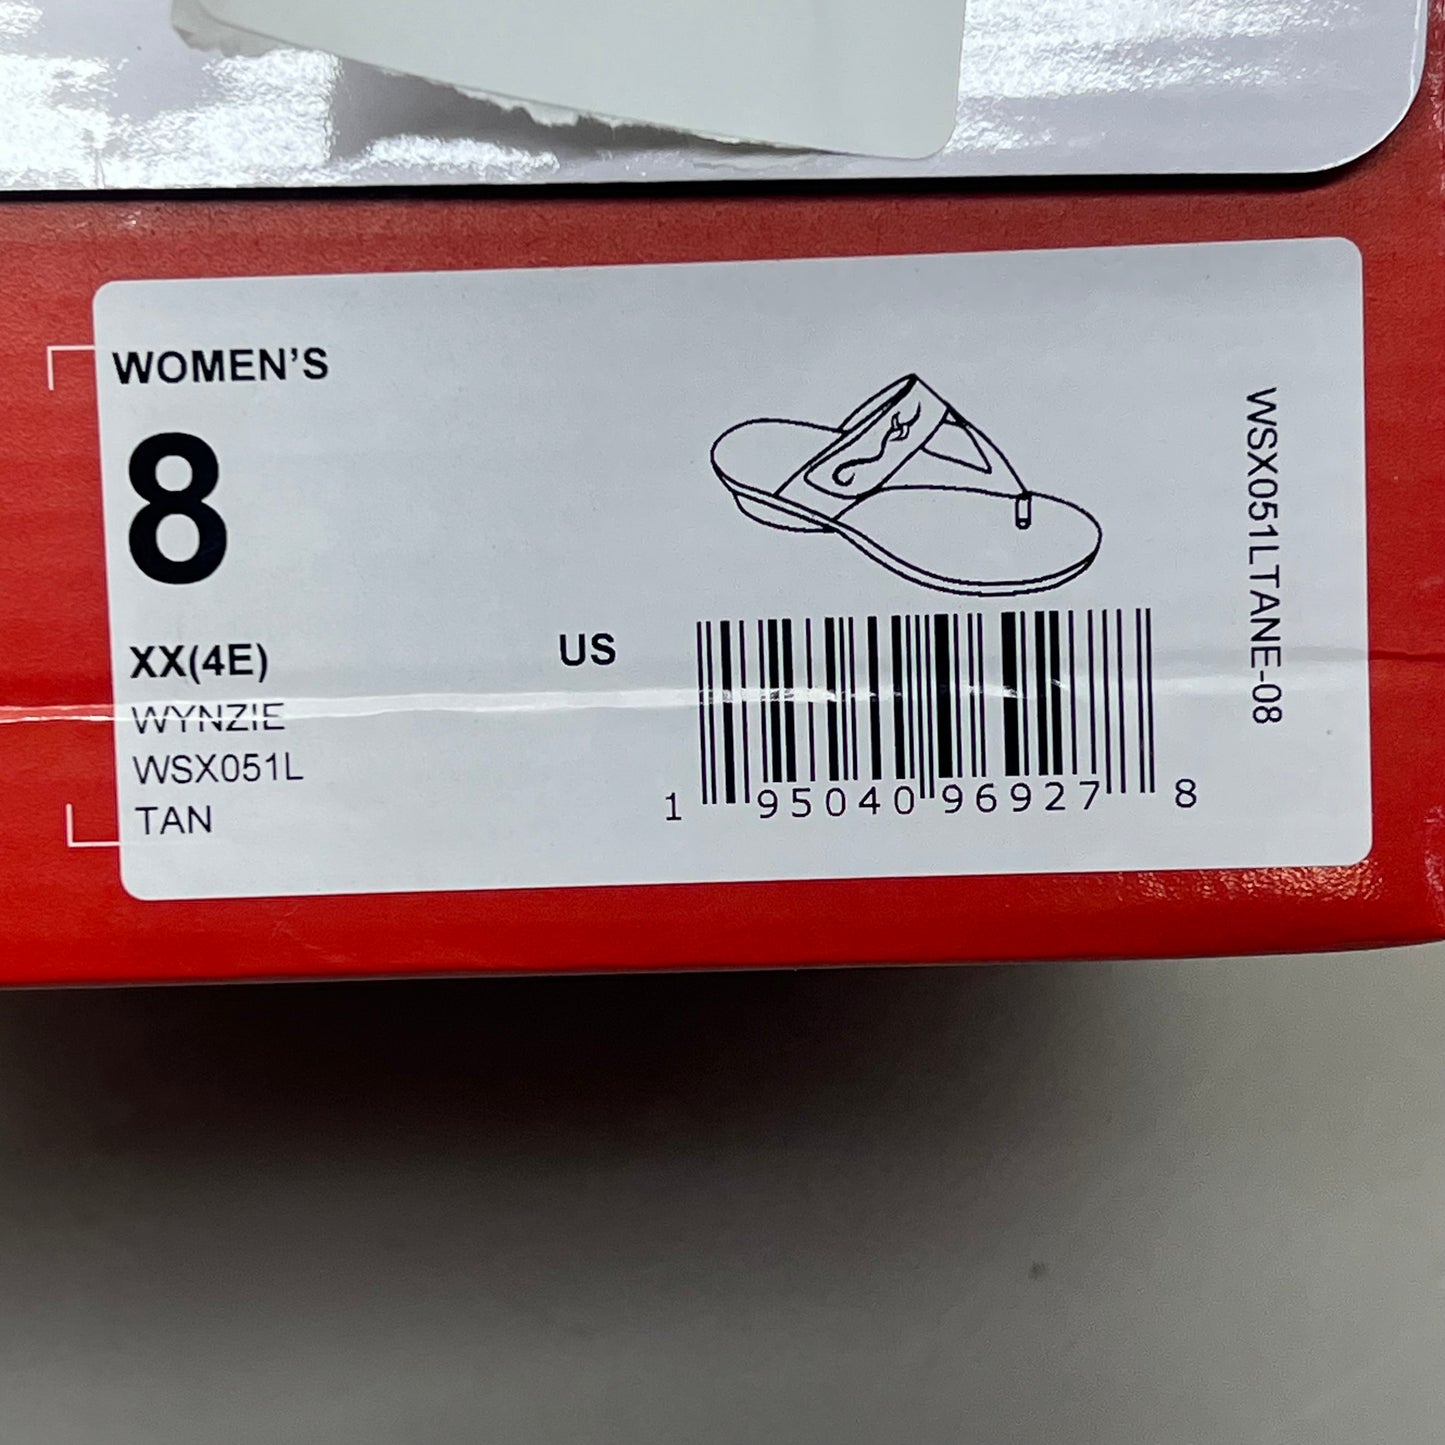 WOMEN'S
8
XX(4E)
US
WYNZIE
WSX051L
TAN
1 95040 96927 8
WSX051LTANE-08